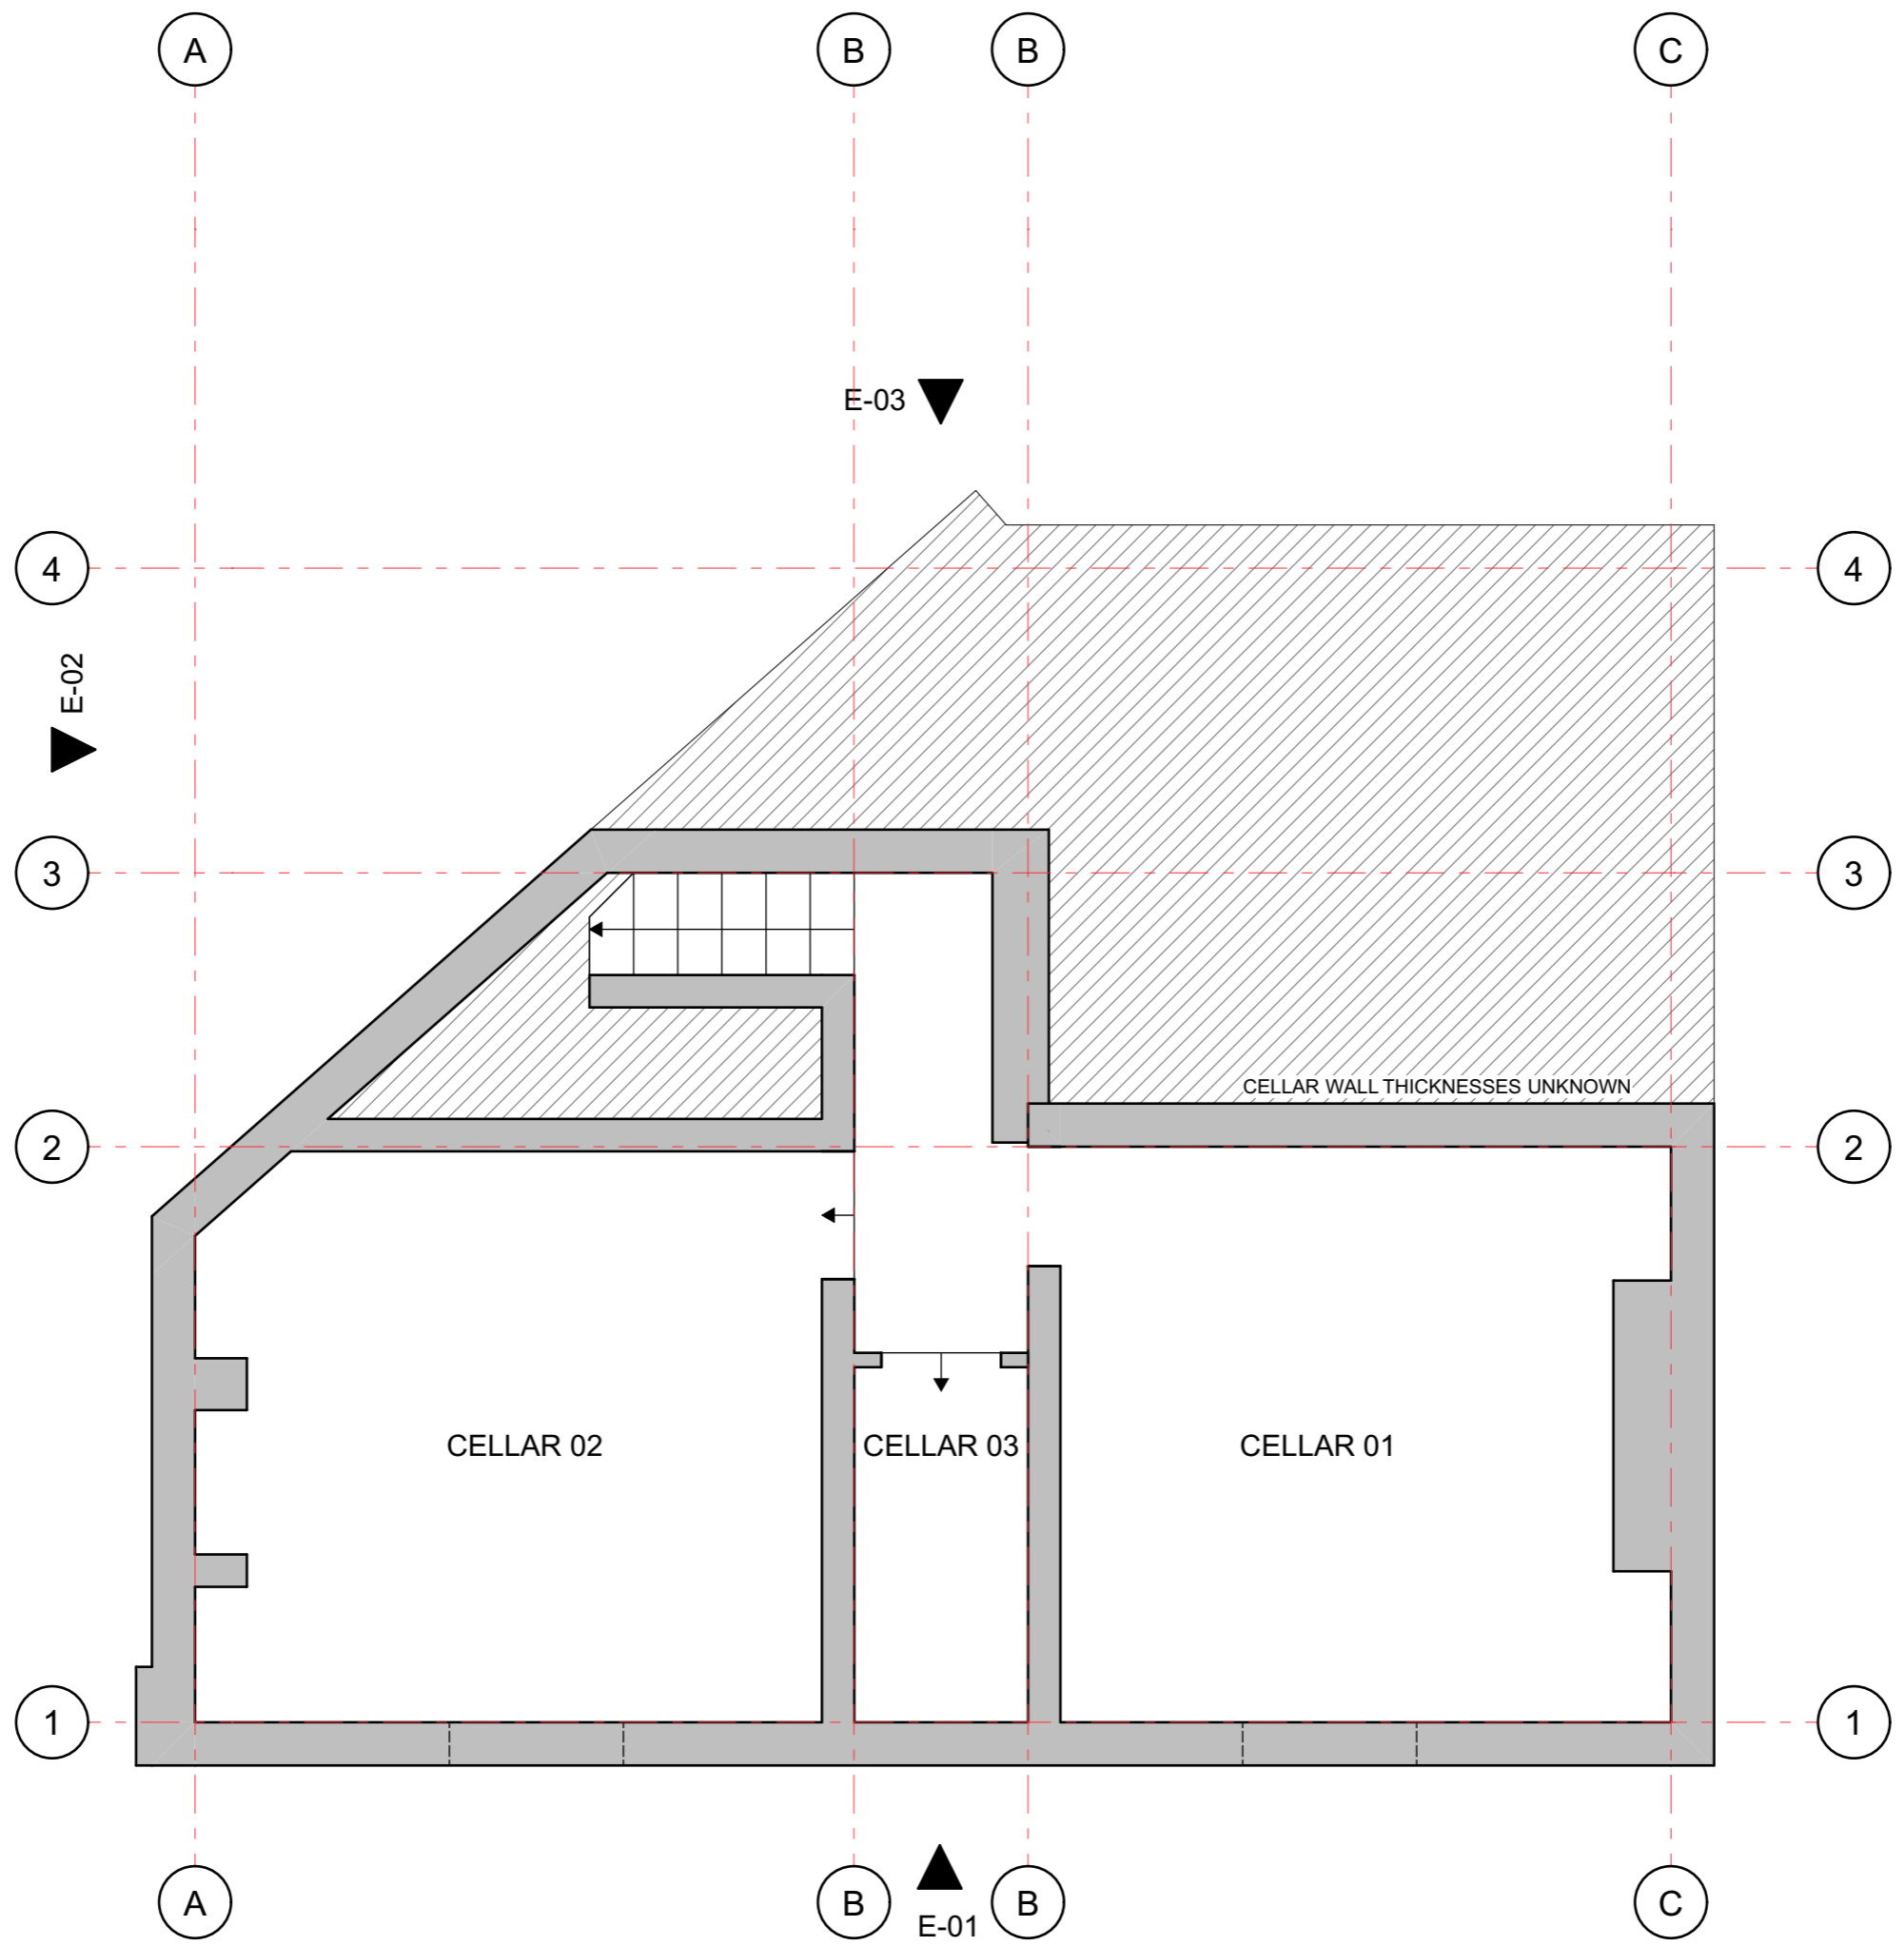 A
B
B
C
E-03
4
4
E-02
3
3
CELLAR WALL THICKNESSES UNKNOWN
2
2
CELLAR 02
CELLAR 03
CELLAR 01
1
1
A
B
B
C
E-01